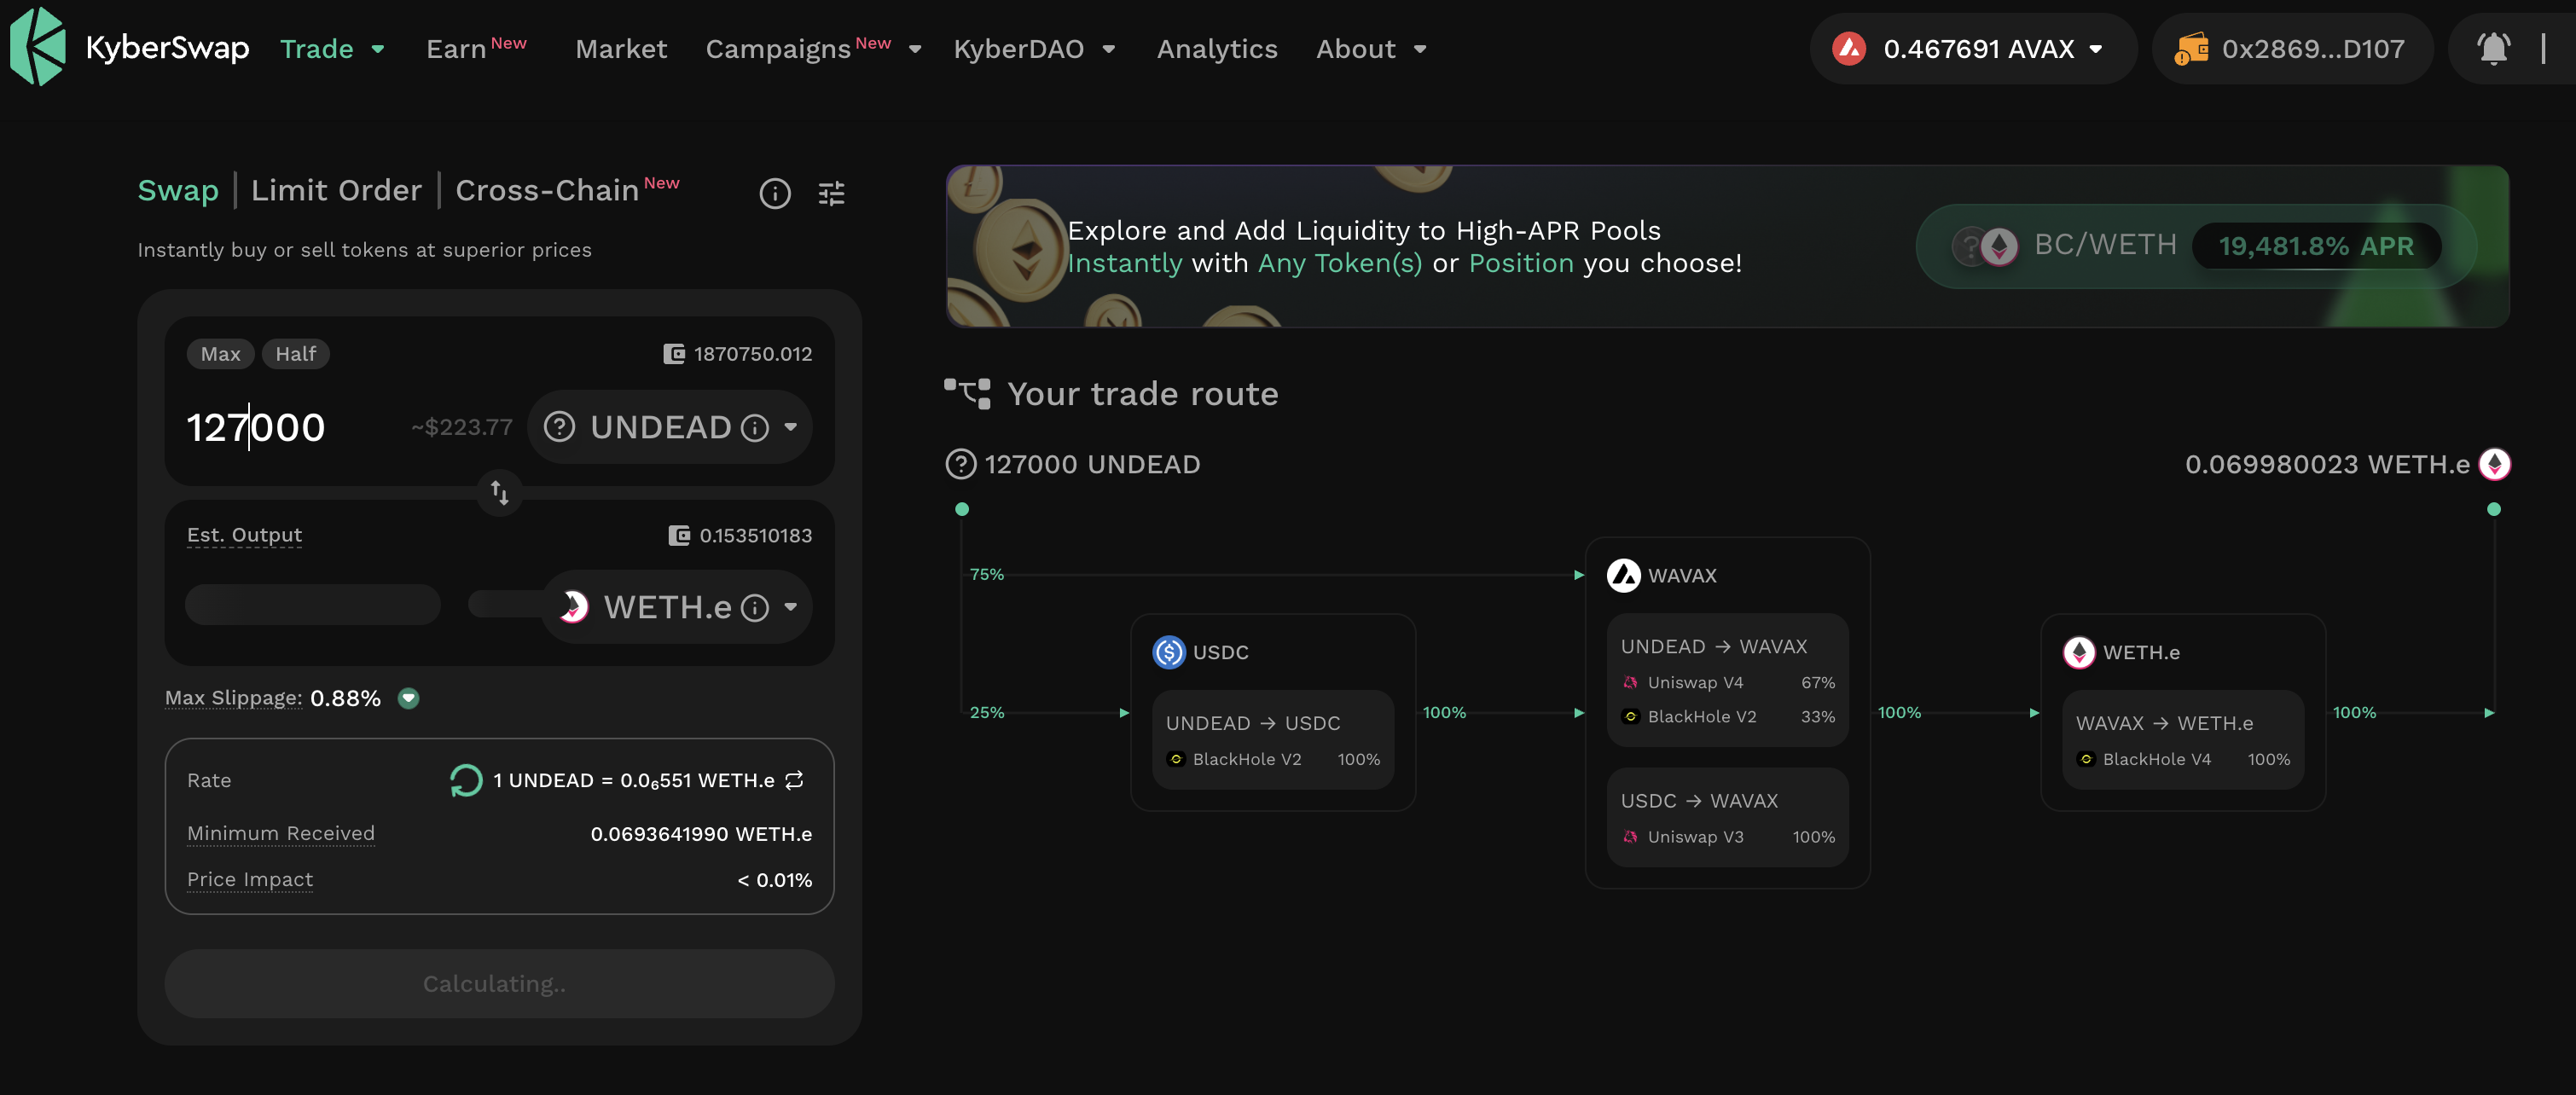 KyberSwap Trade Earn New Market Campaigns New KyberDAO Analytics About 0.467691 AVAX 0x2869...D107
Swap | Limit Order | Cross-Chain New
Instantly buy or sell tokens at superior prices
Max Half 1870750.012
127000 ~$223.77 UNDEAD
Est. Output 0.153510183
WETH.e
Max Slippage: 0.88%
Rate 1 UNDEAD = 0.0₆551 WETH.e
Minimum Received 0.0693641990 WETH.e
Price Impact < 0.01%
Calculating..
Explore and Add Liquidity to High-APR Pools
Instantly with Any Token(s) or Position you choose!
BC/WETH 19,481.8% APR
Your trade route
127000 UNDEAD 0.069980023 WETH.e
75%
25%
USDC
UNDEAD → USDC
BlackHole V2 100%
100%
WAVAX
UNDEAD → WAVAX
Uniswap V4 67%
BlackHole V2 33%
USDC → WAVAX
Uniswap V3 100%
100%
WETH.e
WAVAX → WETH.e
BlackHole V4 100%
100%